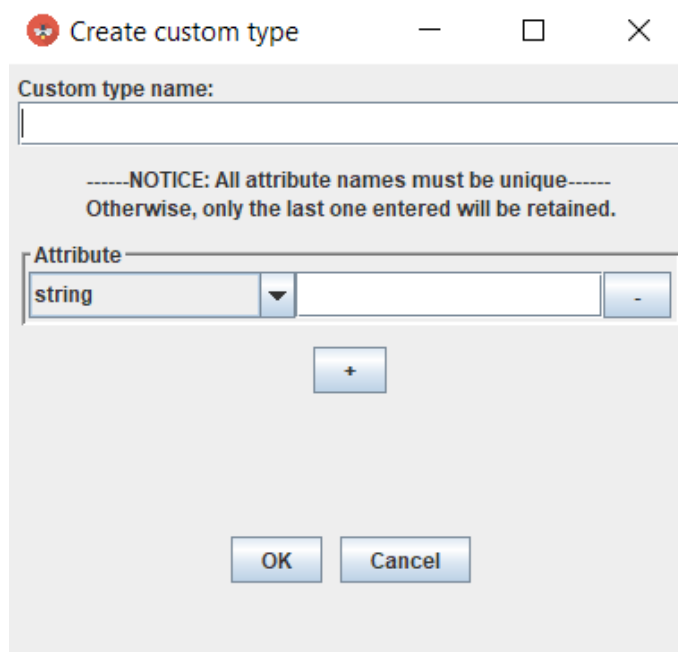 Create custom type
Custom type name:
------NOTICE: All attribute names must be unique------
Otherwise, only the last one entered will be retained.
Attribute
string
-
+
OK Cancel